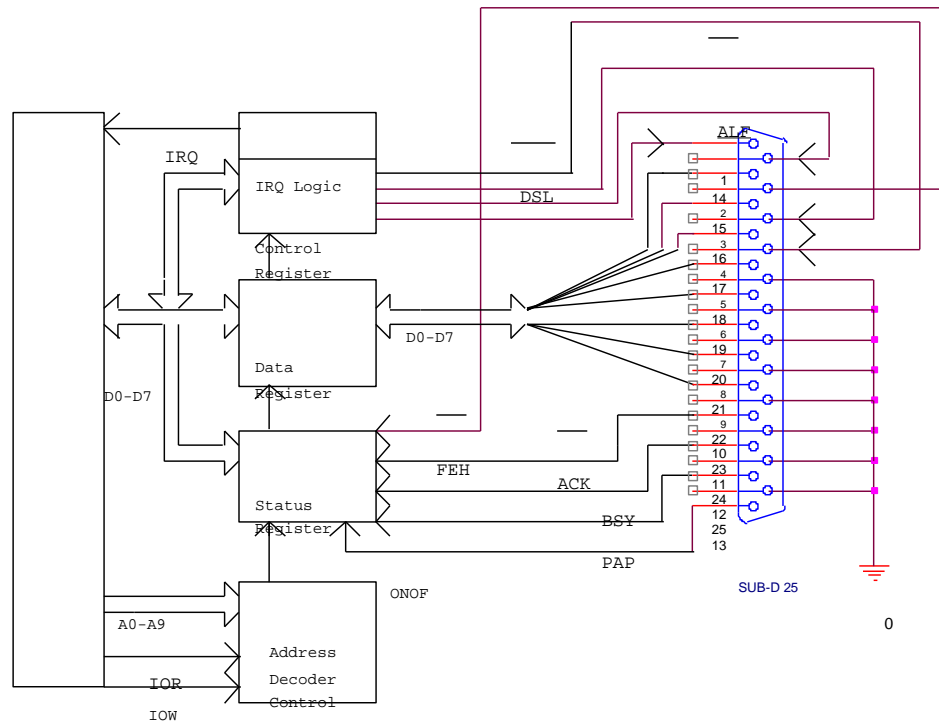 ALF
IRQ
IRQ Logic
DSL
1
14
2
15
Control
Register
3
16
4
17
5
18
D0-D7
6
19
Data
Register
7
20
D0-D7
8
21
9
22
FEH
10
ACK
23
11
Status
Register
24
BSY
12
25
13
PAP
SUB-D 25
ONOF
A0-A9
0
Address
Decoder
Control
IOR
IOW